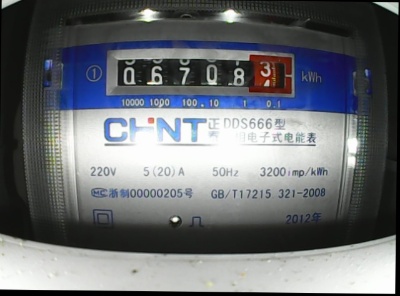 ① 067083 kWh
10000 1000 100 10 1 0.1
CHNT 正 DDS666型
泰 电子式电能表
220V 5(20)A 50Hz 3200imp/kWh
浙制00000205号 GB/T17215.321-2008
2012年